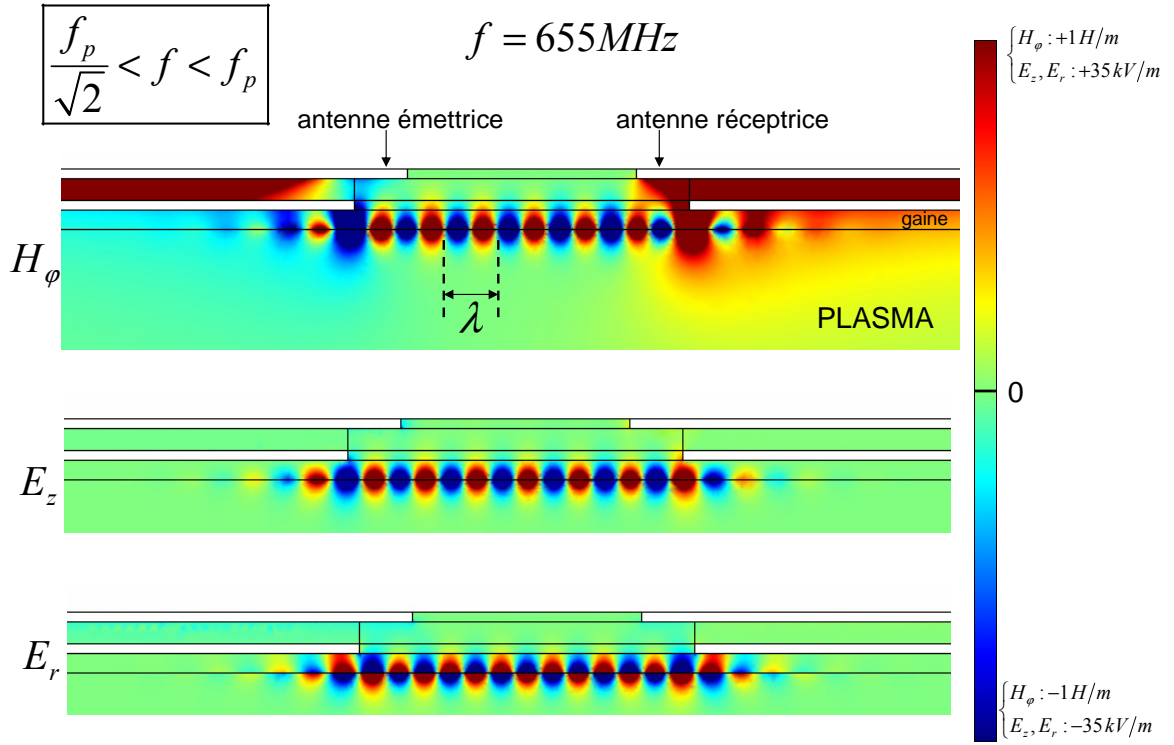 f_p/√2 < f < f_p
f = 655MHz
{H_φ : +1 H/m
E_z, E_r : +35 kV/m
antenne émettrice
antenne réceptrice
gaine
H_φ
λ
PLASMA
0
E_z
E_r
{H_φ : −1 H/m
E_z, E_r : −35 kV/m